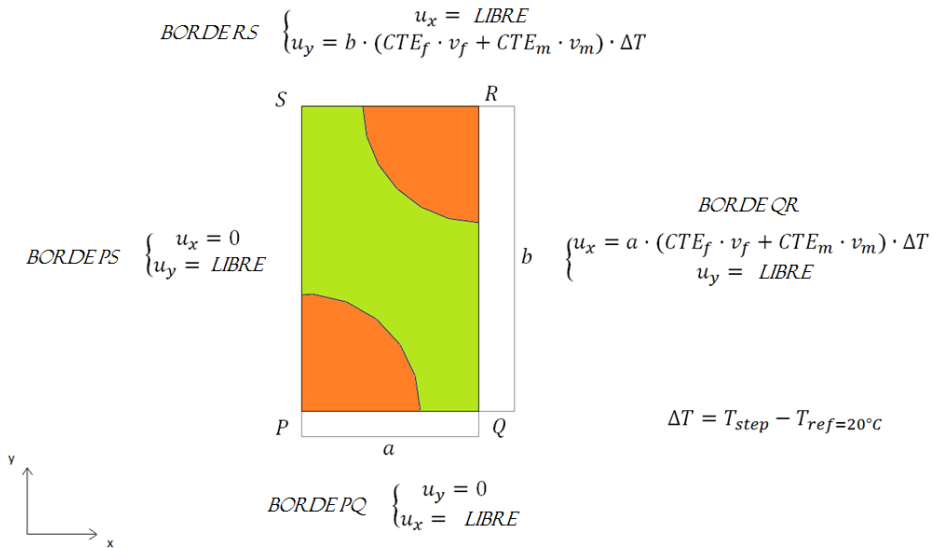 BORDE RS { u_x = LIBRE
u_y = b · (CTE_f · v_f + CTE_m · v_m) · ΔT
S
R
BORDE PS { u_x = 0
u_y = LIBRE
b
BORDE QR
{ u_x = a · (CTE_f · v_f + CTE_m · v_m) · ΔT
u_y = LIBRE
P
Q
a
ΔT = T_step − T_ref=20°C
y
x
BORDE PQ { u_y = 0
u_x = LIBRE